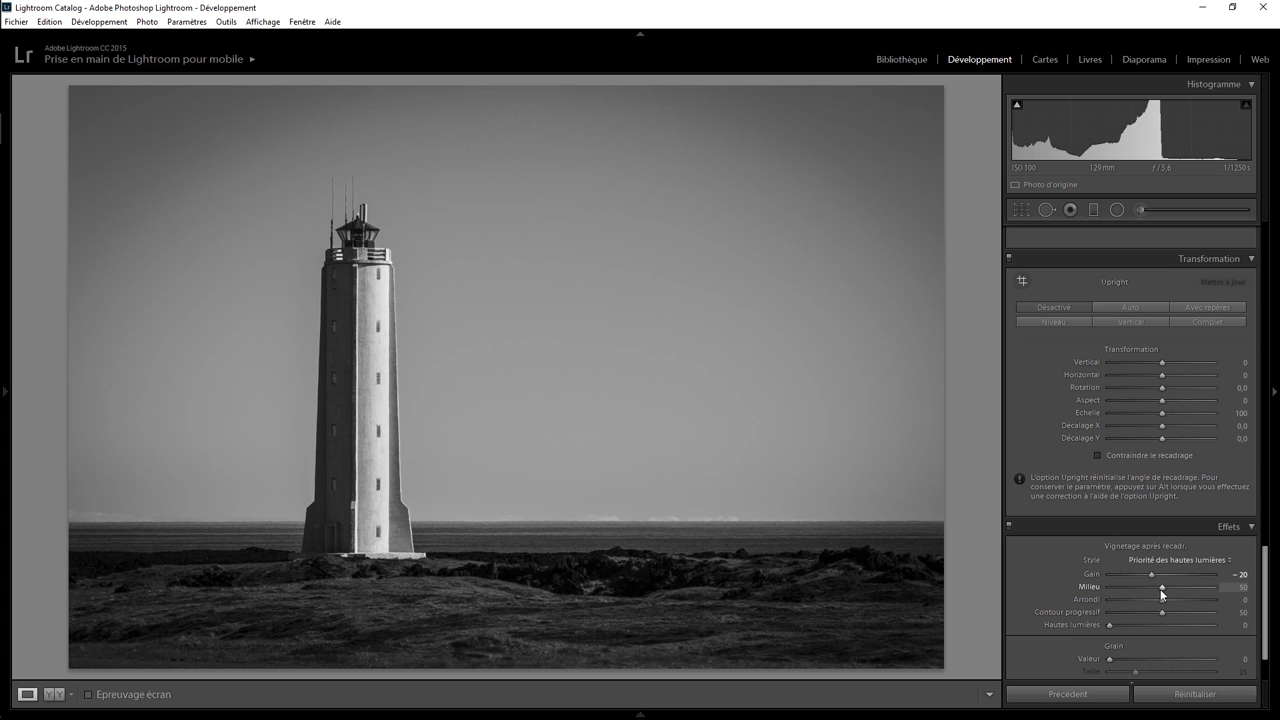 Lightroom Catalog - Adobe Photoshop Lightroom - Développement
Fichier Edition Développement Photo Paramètres Outils Affichage Fenêtre Aide
Lr
Adobe Lightroom CC 2015
Prise en main de Lightroom pour mobile
Bibliothèque | Développement | Cartes | Livres | Diaporama | Impression | Web
Histogramme
ISO 100 129 mm ƒ / 5,6 1/1250 s
Photo d'origine
Transformation
Upright Mettre à jour
Désactivé Auto Avec repères
Niveau Vertical Complet
Transformation
Vertical 0
Horizontal 0
Rotation 0,0
Aspect 0
Echelle 100
Décalage X 0,0
Décalage Y 0,0
Contraindre le recadrage
L'option Upright réinitialise l'angle de recadrage. Pour
conserver le paramètre, appuyez sur Alt lorsque vous effectuez
une correction à l'aide de l'option Upright.
Effets
Vignetage après recadr.
Style Priorité des hautes lumières
Gain − 20
Milieu 50
Arrondi 0
Contour progressif 50
Hautes lumières 0
Grain
Valeur 0
Taille 25
YY Epreuvage écran
Précédent Réinitialiser